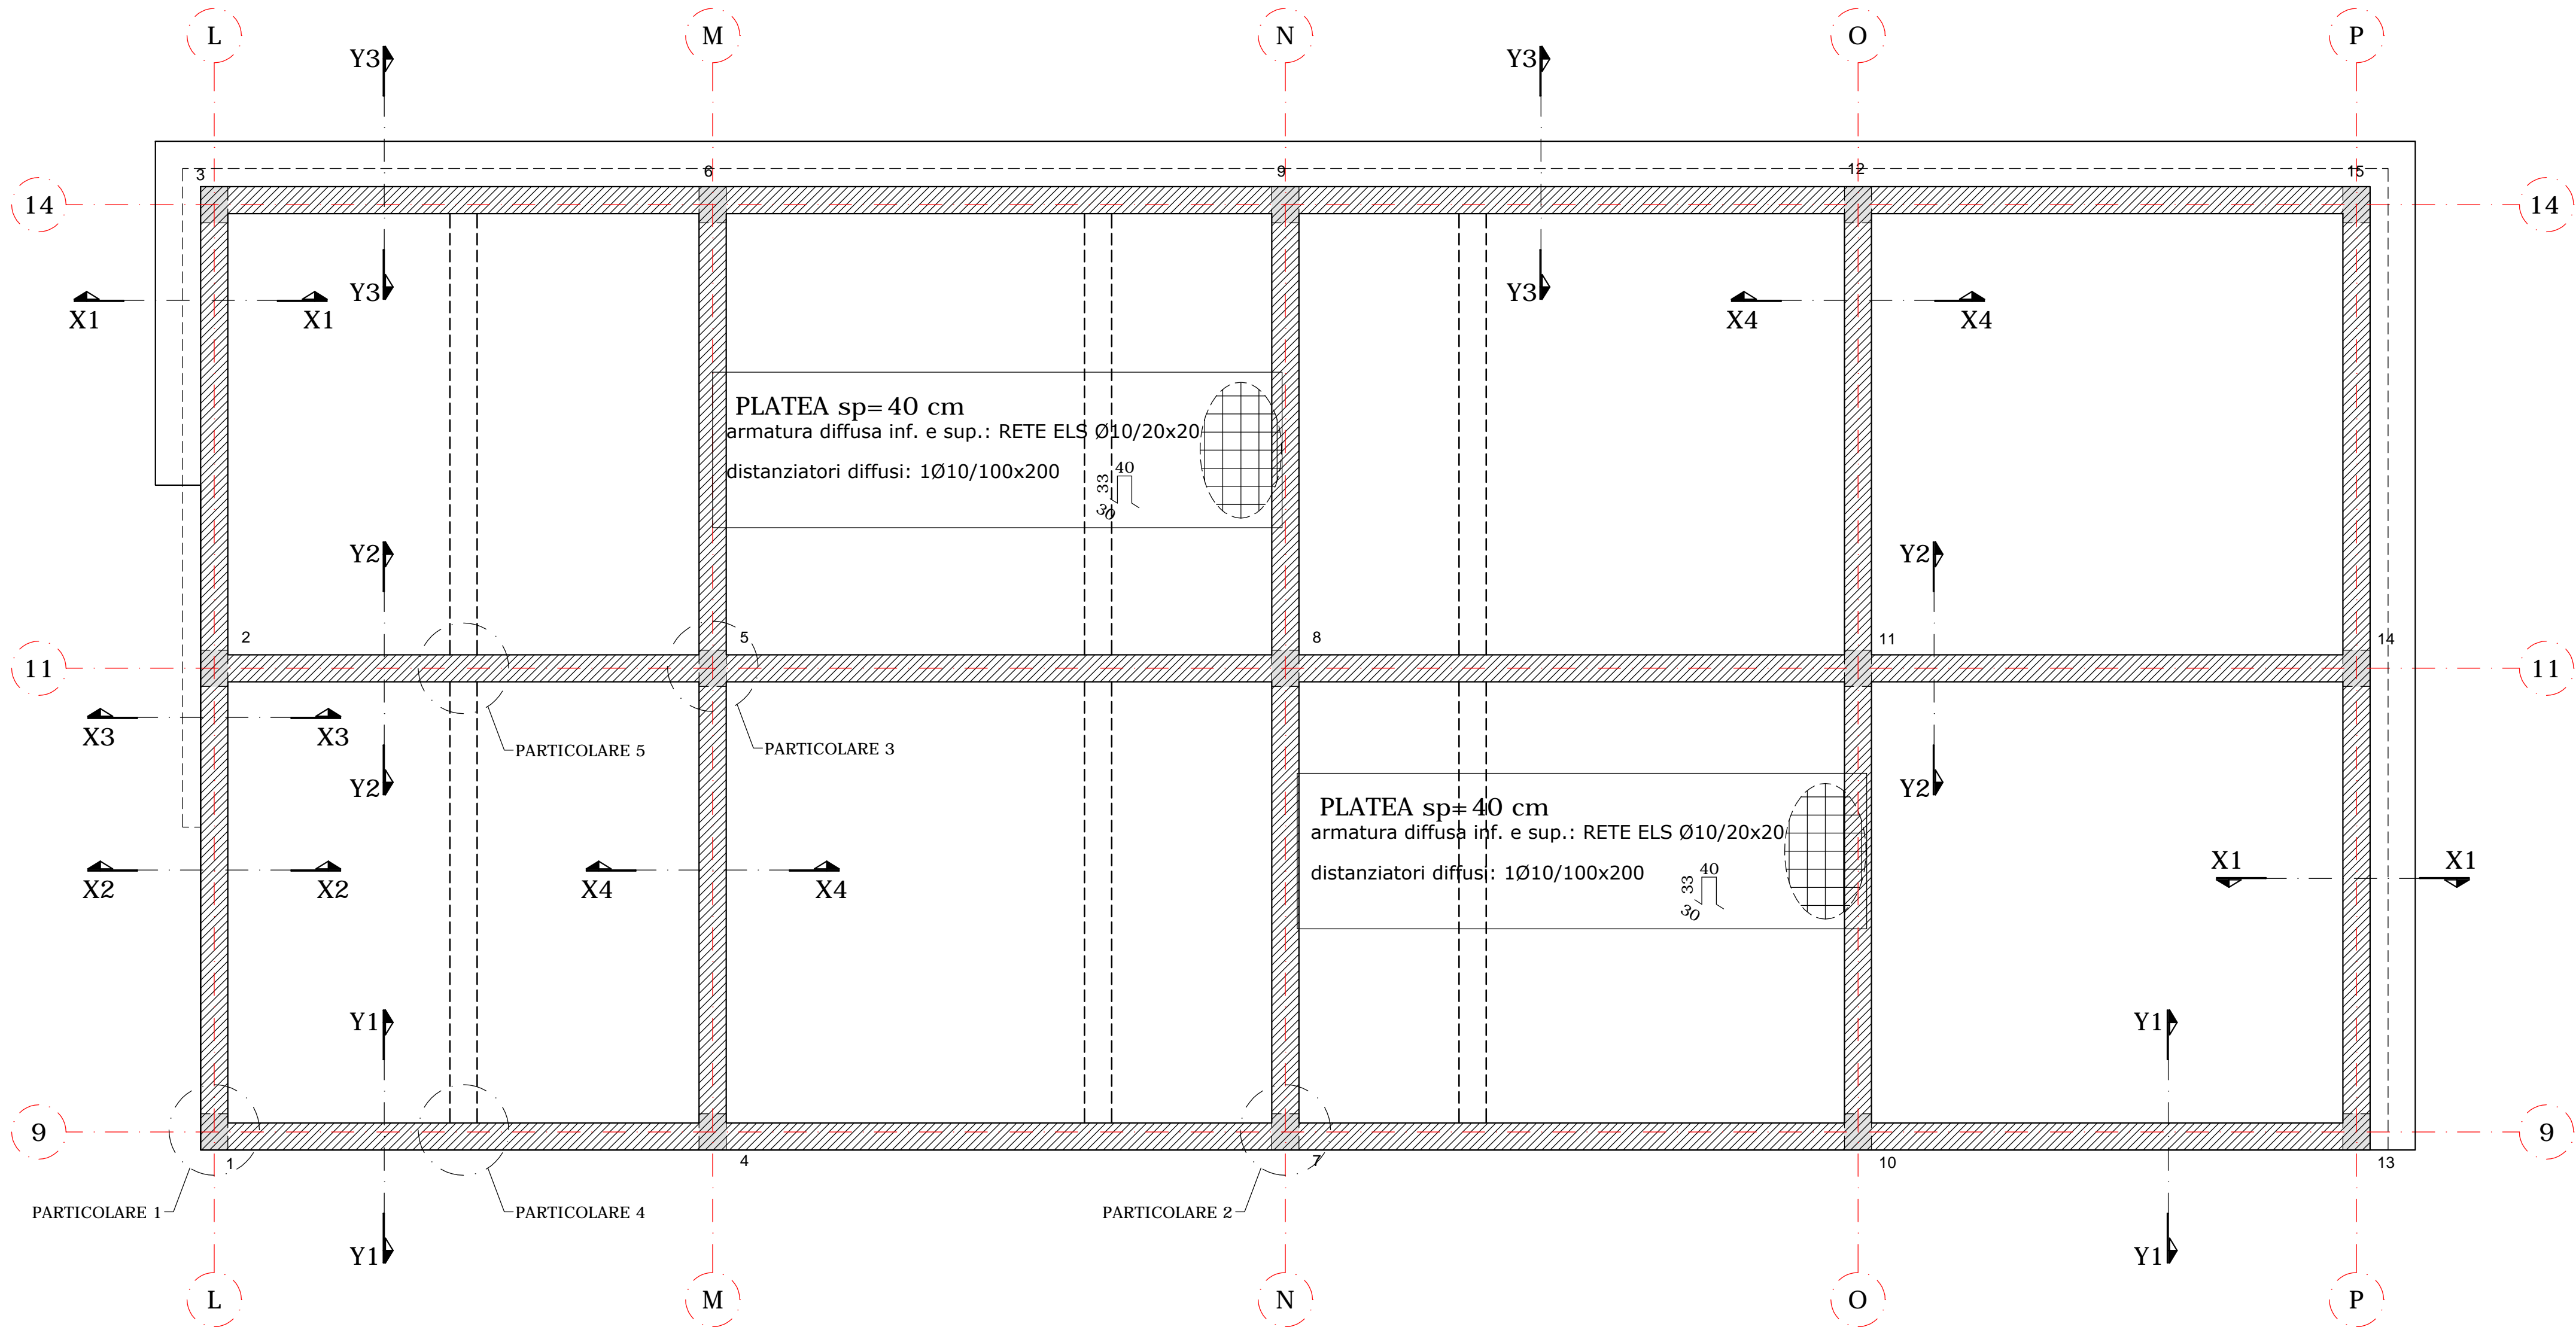 L M N O P
Y3 Y3
3 6 9 12 15
14 14
Y3 Y3
X1 X1 X4 X4
PLATEA sp=40 cm
armatura diffusa inf. e sup.: RETE ELS Ø10/20x20
distanziatori diffusi: 1Ø10/100x200
40
33
30
Y2 Y2
2 5 8 11 14
11 11
X3 X3
PARTICOLARE 5
PARTICOLARE 3
Y2 Y2
PLATEA sp=40 cm
armatura diffusa inf. e sup.: RETE ELS Ø10/20x20
distanziatori diffusi: 1Ø10/100x200
40
33
30
X2 X2 X4 X4 X1 X1
Y1 Y1
9 9
1 4 7 10 13
PARTICOLARE 1
PARTICOLARE 4
PARTICOLARE 2
Y1 Y1
L M N O P